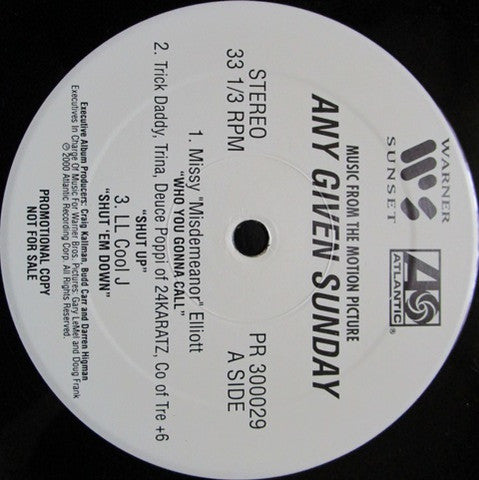 WARNER
SUNSET
ATLANTIC®
MUSIC FROM THE MOTION PICTURE
ANY GIVEN SUNDAY
STEREO
33 1/3 RPM
PR 300029
A SIDE
1. Missy "Misdemeanor" Elliott
"WHO YOU GONNA CALL"
2. Trick Daddy, Trina, Deuce Poppi of 24KARATZ, Co of Tre +6
"SHUT UP"
3. LL Cool J
"SHUT 'EM DOWN"
Executive Album Producers: Craig Kallman, Budd Carr and Darren Higman
Executives In Charge Of Music For Warner Bros. Pictures: Gary LeMel and Doug Frank
℗ 2000 Atlantic Recording Corp. All Rights Reserved.
PROMOTIONAL COPY
NOT FOR SALE